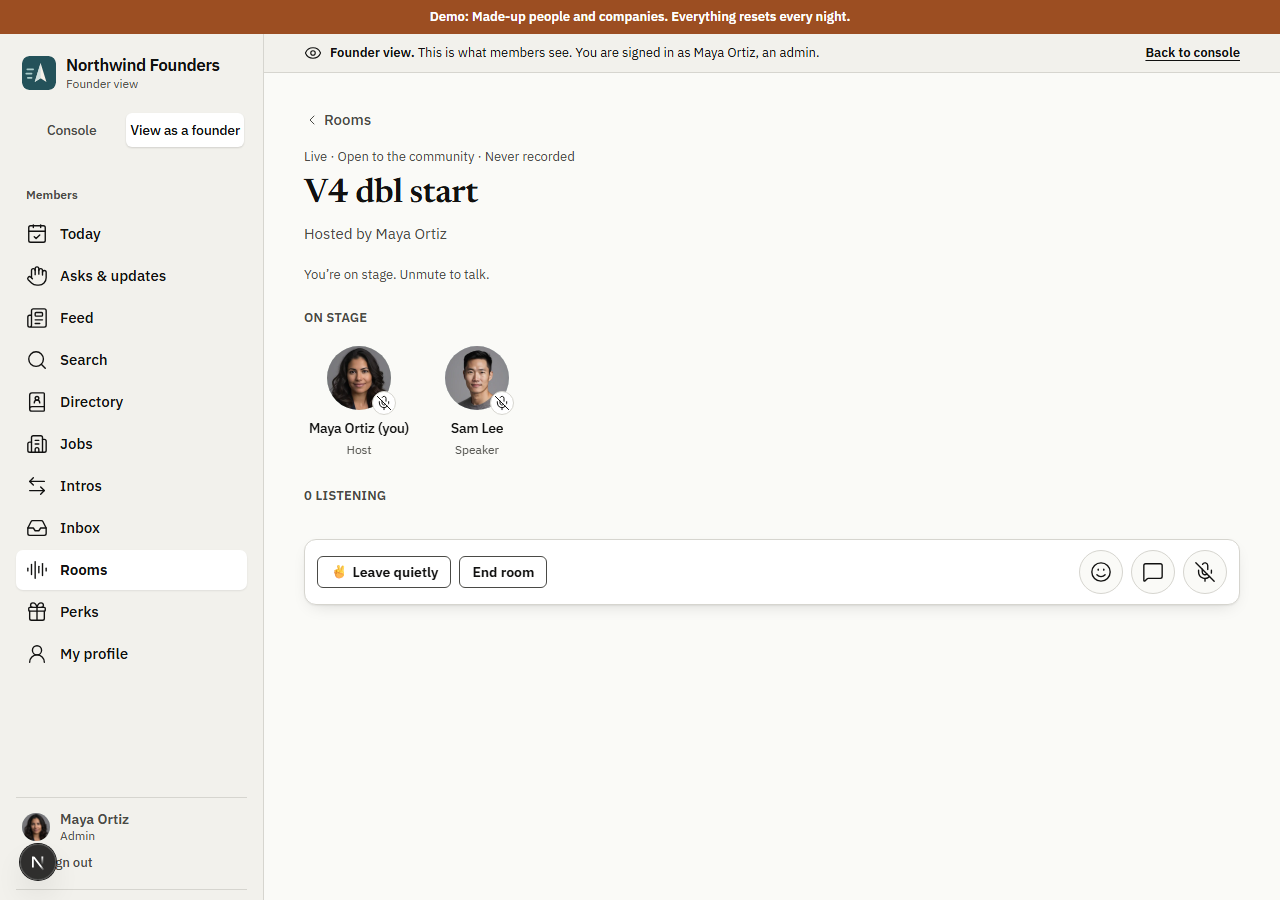 Demo: Made-up people and companies. Everything resets every night.
Northwind Founders
Founder view
Console
View as a founder
Members
Today
Asks & updates
Feed
Search
Directory
Jobs
Intros
Inbox
Rooms
Perks
My profile
Maya Ortiz
Admin
gn out
Founder view. This is what members see. You are signed in as Maya Ortiz, an admin.
Back to console
Rooms
Live · Open to the community · Never recorded
V4 dbl start
Hosted by Maya Ortiz
You’re on stage. Unmute to talk.
ON STAGE
Maya Ortiz (you)
Host
Sam Lee
Speaker
0 LISTENING
Leave quietly
End room